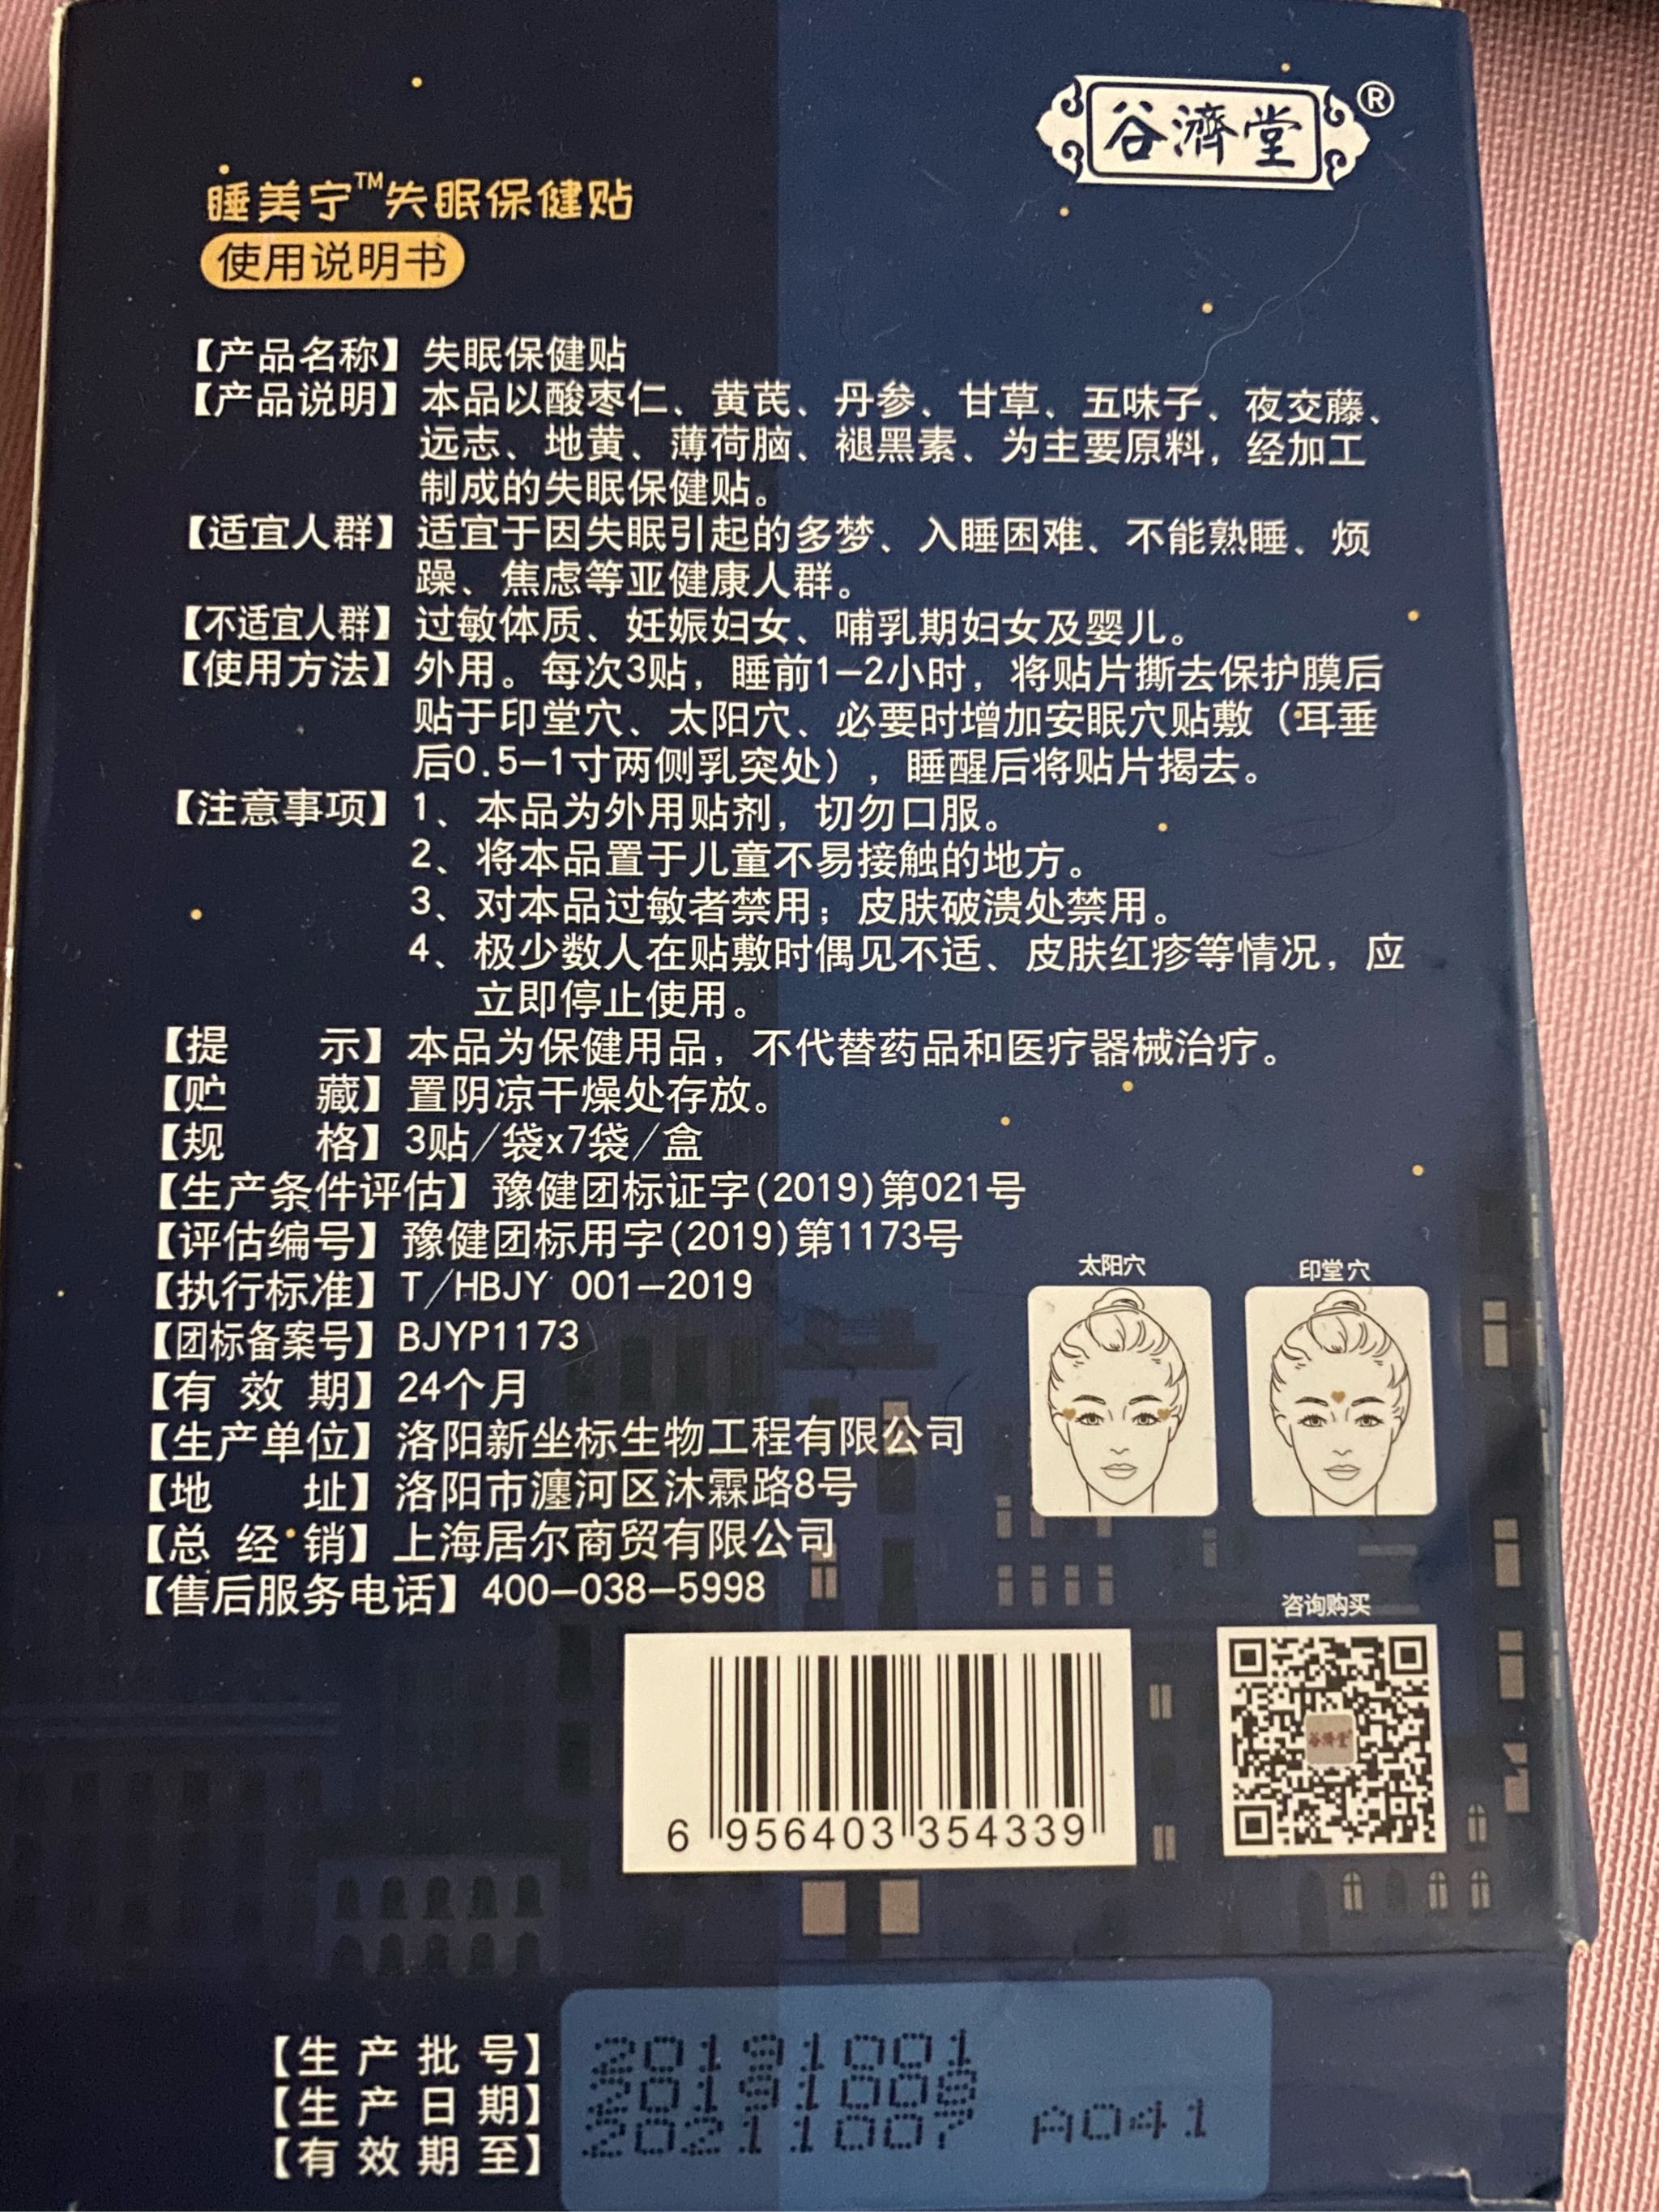 谷濟堂®
睡美宁™失眠保健贴
使用说明书
【产品名称】失眠保健贴
【产品说明】本品以酸枣仁、黄芪、丹参、甘草、五味子、夜交藤、
远志、地黄、薄荷脑、褪黑素、为主要原料，经加工
制成的失眠保健贴。
【适宜人群】适宜于因失眠引起的多梦、入睡困难、不能熟睡、烦
躁、焦虑等亚健康人群。
【不适宜人群】过敏体质、妊娠妇女、哺乳期妇女及婴儿。
【使用方法】外用。每次3贴，睡前1-2小时，将贴片撕去保护膜后
贴于印堂穴、太阳穴、必要时增加安眠穴贴敷（耳垂
后0.5-1寸两侧乳突处），睡醒后将贴片揭去。
【注意事项】1、本品为外用贴剂，切勿口服。
2、将本品置于儿童不易接触的地方。
3、对本品过敏者禁用；皮肤破溃处禁用。
4、极少数人在贴敷时偶见不适、皮肤红疹等情况，应
立即停止使用。
【提 示】本品为保健用品，不代替药品和医疗器械治疗。
【贮 藏】置阴凉干燥处存放。
【规 格】3贴/袋x7袋/盒
【生产条件评估】豫健团标证字(2019)第021号
【评估编号】豫健团标用字(2019)第1173号
【执行标准】T/HBJY 001-2019
【团标备案号】BJYP1173
【有 效 期】24个月
【生产单位】洛阳新坐标生物工程有限公司
【地 址】洛阳市瀍河区沐霖路8号
【总 经 销】上海居尔商贸有限公司
【售后服务电话】400-038-5998
太阳穴
印堂穴
咨询购买
谷濟堂
6 956403 354339
【生 产 批 号】20191001
【生 产 日 期】20191008
【有 效 期 至】20211007 A041